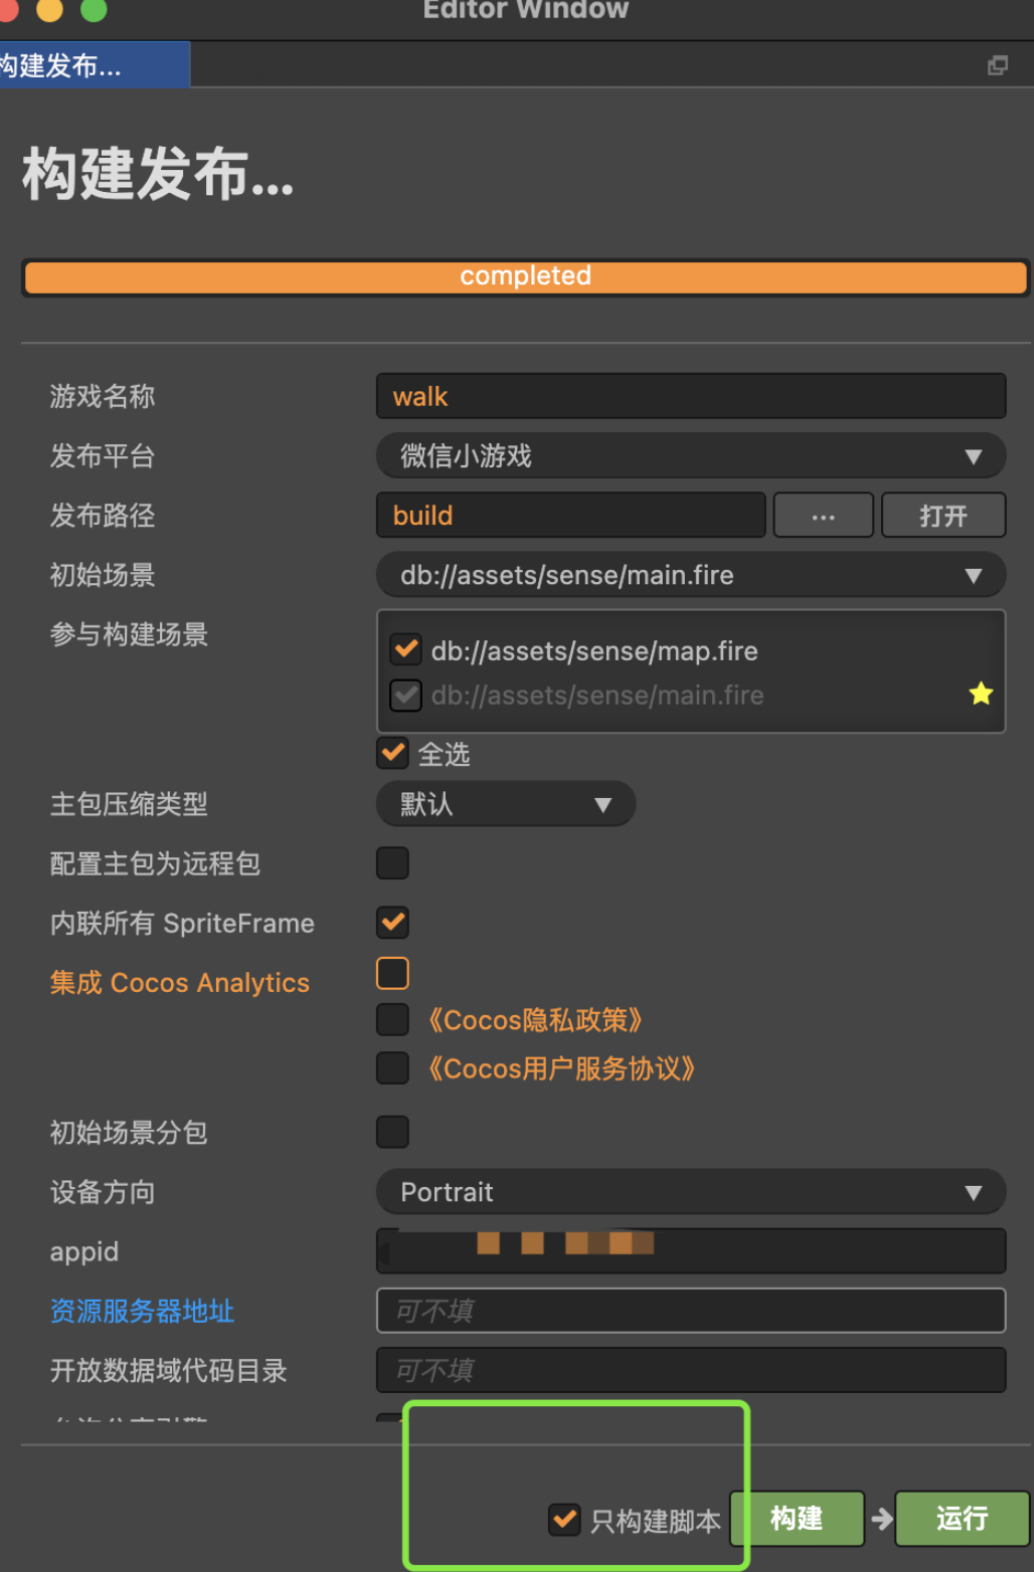 Editor Window
构建发布...
构建发布...
completed
游戏名称 walk
发布平台 微信小游戏
发布路径 build ... 打开
初始场景 db://assets/sense/main.fire
参与构建场景 db://assets/sense/map.fire
db://assets/sense/main.fire
全选
主包压缩类型 默认
配置主包为远程包
内联所有 SpriteFrame
集成 Cocos Analytics
《Cocos隐私政策》
《Cocos用户服务协议》
初始场景分包
设备方向 Portrait
appid
资源服务器地址 可不填
开放数据域代码目录 可不填
只构建脚本 构建 运行